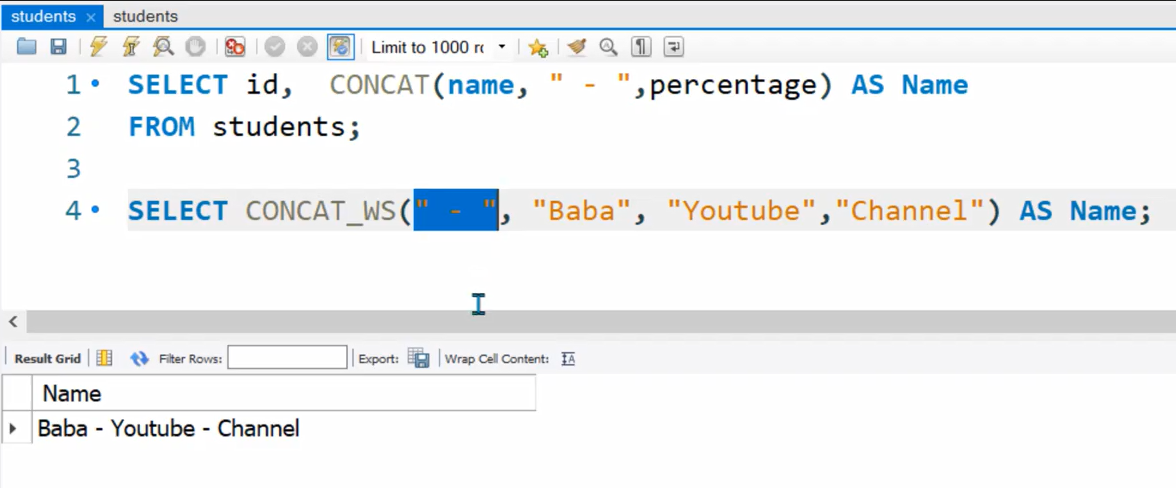 students × students
Limit to 1000 rc
1 SELECT id,  CONCAT(name, " - ",percentage) AS Name
2 FROM students;
3
4 SELECT CONCAT_WS(" - ", "Baba", "Youtube","Channel") AS Name;
Result Grid Filter Rows: Export: Wrap Cell Content:
Name
Baba - Youtube - Channel